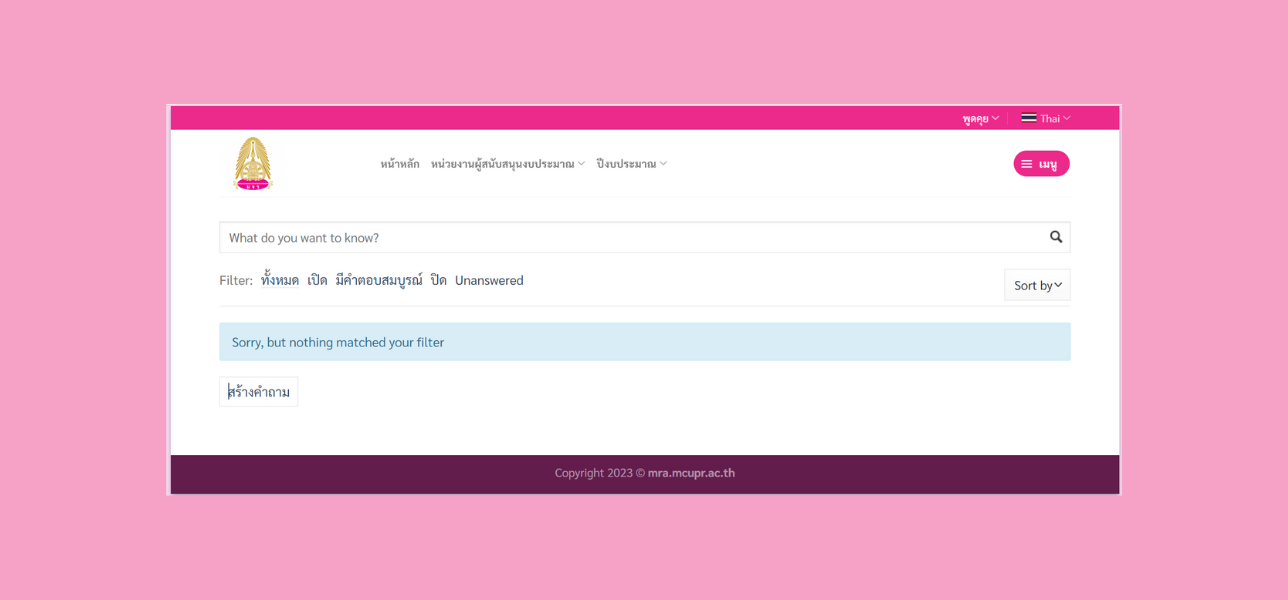 พูดคุย Thai
หน้าหลัก หน่วยงานผู้สนับสนุนงบประมาณ ปีงบประมาณ
เมนู
มจร
What do you want to know?
Filter: ทั้งหมด เปิด มีคำตอบสมบูรณ์ ปิด Unanswered
Sort by
Sorry, but nothing matched your filter
สร้างคำถาม
Copyright 2023 © mra.mcupr.ac.th